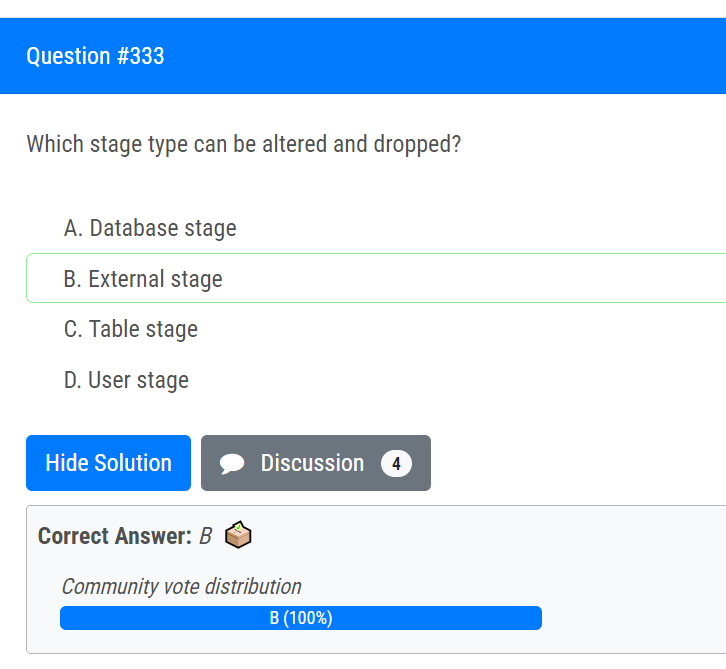 Question #333
Which stage type can be altered and dropped?
A. Database stage
B. External stage
C. Table stage
D. User stage
Hide Solution
Discussion 4
Correct Answer: B
Community vote distribution
B (100%)